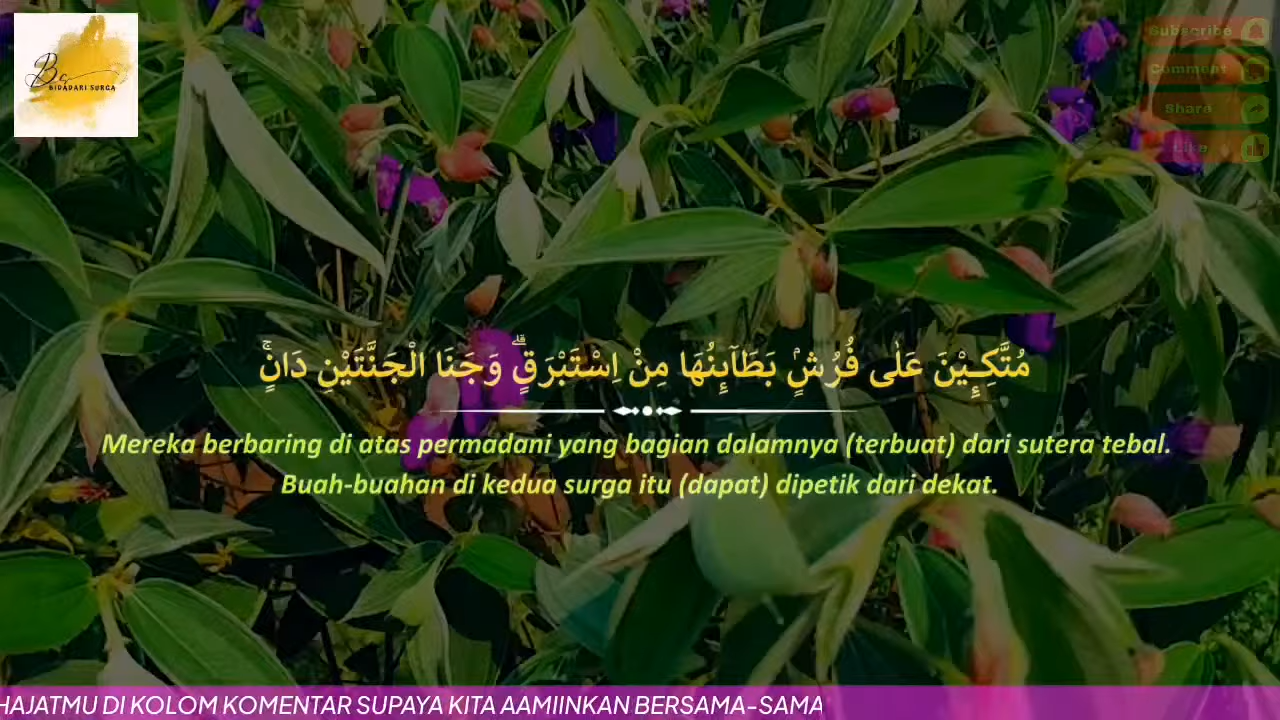 Bs
BIDADARI SURGA
Subscribe
Comment
Share
Like
مُتَّكِـِٕيْنَ عَلٰى فُرُشٍۢ بَطَاۤىِٕنُهَا مِنْ اِسْتَبْرَقٍۗ وَجَنَا الْجَنَّتَيْنِ دَانٍۚ
Mereka berbaring di atas permadani yang bagian dalamnya (terbuat) dari sutera tebal.
Buah-buahan di kedua surga itu (dapat) dipetik dari dekat.
HAJATMU DI KOLOM KOMENTAR SUPAYA KITA AAMIINKAN BERSAMA-SAMA